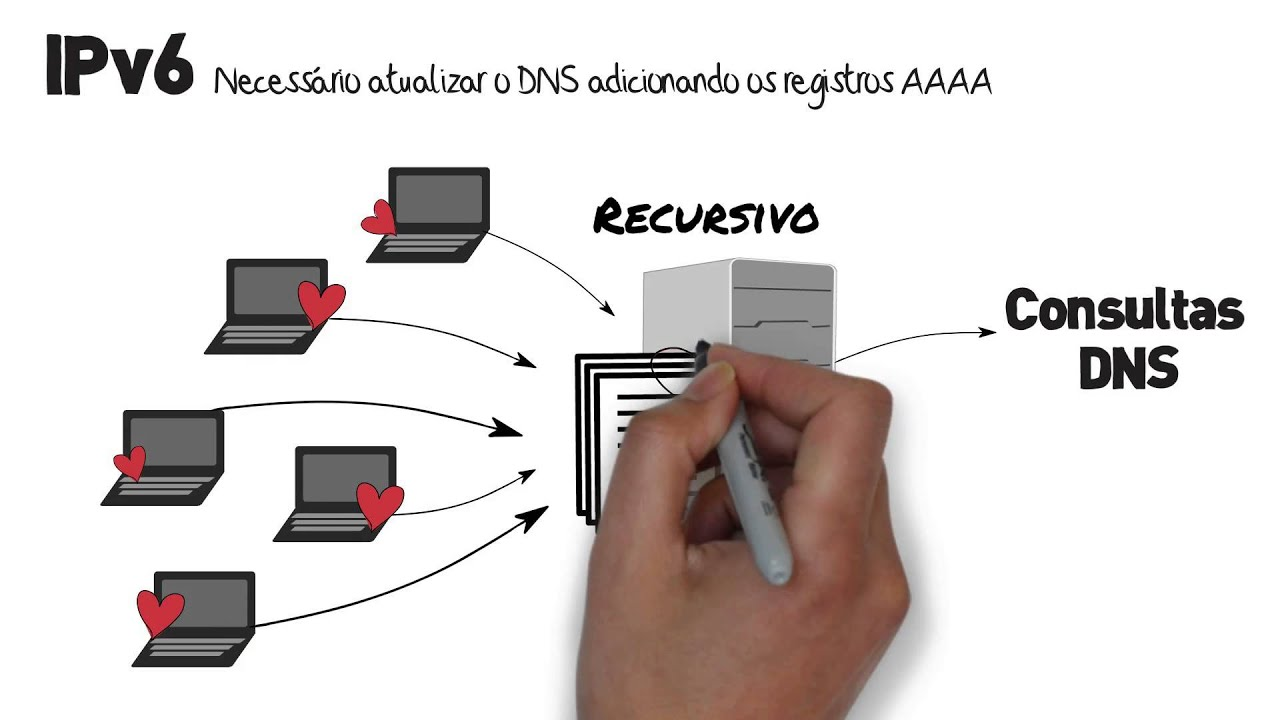 IPv6 Necessário atualizar o DNS adicionando os registros AAAA
Recursivo
Consultas
DNS